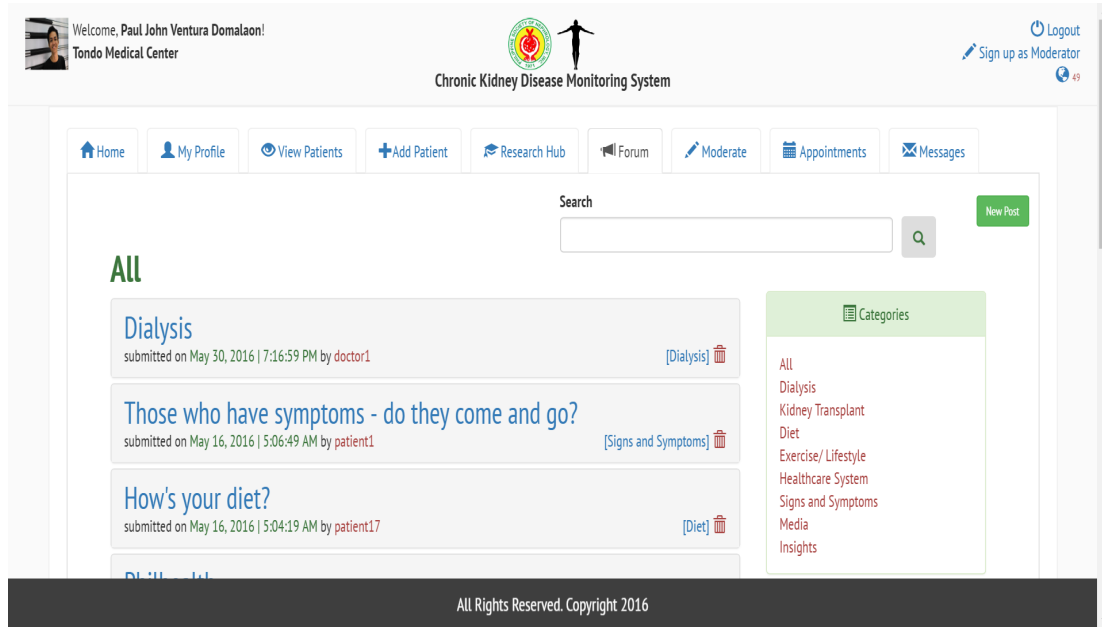 Welcome, Paul John Ventura Domalaon!
Tondo Medical Center
Chronic Kidney Disease Monitoring System
Logout
Sign up as Moderator
49
Home
My Profile
View Patients
Add Patient
Research Hub
Forum
Moderate
Appointments
Messages
Search
New Post
All
Dialysis
submitted on May 30, 2016 | 7:16:59 PM by doctor1
[Dialysis]
Those who have symptoms - do they come and go?
submitted on May 16, 2016 | 5:06:49 AM by patient1
[Signs and Symptoms]
How's your diet?
submitted on May 16, 2016 | 5:04:19 AM by patient17
[Diet]
Categories
All
Dialysis
Kidney Transplant
Diet
Exercise/ Lifestyle
Healthcare System
Signs and Symptoms
Media
Insights
All Rights Reserved. Copyright 2016